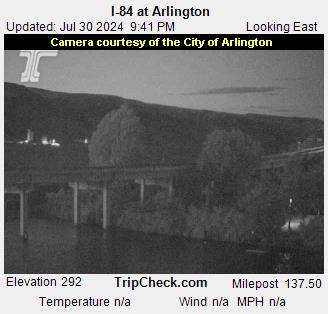 I-84 at Arlington
Updated: Jul 30 2024 9:41 PM Looking East
Camera courtesy of the City of Arlington
Elevation 292 TripCheck.com Milepost 137.50
Temperature n/a Wind n/a MPH n/a